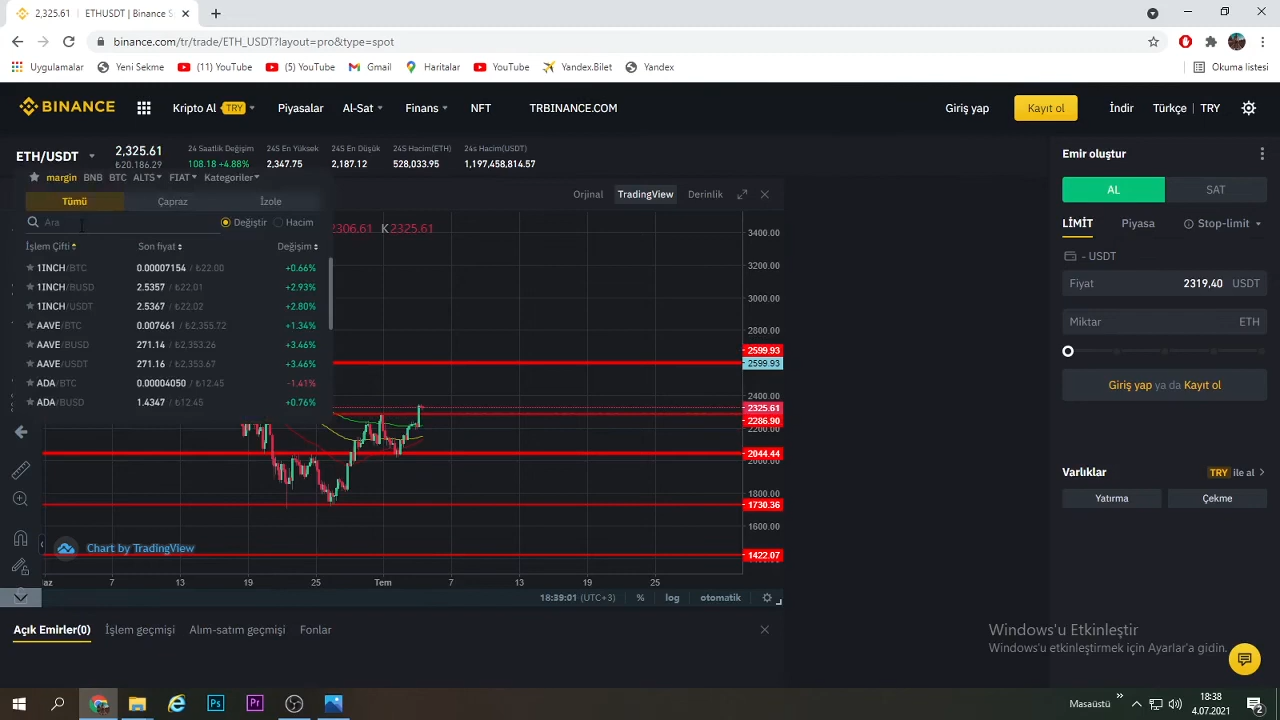 2,325.61 | ETHUSDT | Binance S
binance.com/tr/trade/ETH_USDT?layout=pro&type=spot
Uygulamalar Yeni Sekme (11) YouTube (5) YouTube Gmail Haritalar YouTube Yandex.Bilet Yandex Okuma listesi
BINANCE Kripto Al TRY Piyasalar Al-Sat Finans NFT TRBINANCE.COM Giriş yap Kayıt ol İndir Türkçe TRY
ETH/USDT 2,325.61 ₺20,186.29
24 Saatlik Değişim 108.18 +4.88%
24S En Yüksek 2,347.75
24S En Düşük 2,187.12
24S Hacim(ETH) 528,033.95
24s Hacim(USDT) 1,197,458,814.57
margin BNB BTC ALTS FIAT Kategoriler
Tümü Çapraz İzole
Ara Değiştir Hacim
İşlem Çifti Son fiyat Değişim
1INCH/BTC 0.00007154 / ₺22.00 +0.66%
1INCH/BUSD 2.5357 / ₺22.01 +2.93%
1INCH/USDT 2.5367 / ₺22.02 +2.80%
AAVE/BTC 0.007661 / ₺2,355.72 +1.34%
AAVE/BUSD 271.14 / ₺2,353.26 +3.46%
AAVE/USDT 271.16 / ₺2,353.67 +3.46%
ADA/BTC 0.00004050 / ₺12.45 -1.41%
ADA/BUSD 1.4347 / ₺12.45 +0.76%
Orjinal TradingView Derinlik
2306.61 K2325.61
3400.00
3200.00
3000.00
2800.00
2599.93
2599.93
2400.00
2325.61
2286.90
2200.00
2044.44
2000.00
1800.00
1730.36
1600.00
1422.07
Chart by TradingView
7 13 19 25 Tem 7 13 19 25
18:39:01 (UTC+3) % log otomatik
Açık Emirler(0) İşlem geçmişi Alım-satım geçmişi Fonlar
Emir oluştur
AL SAT
LİMİT Piyasa Stop-limit
- USDT
Fiyat 2319,40 USDT
Miktar ETH
Giriş yap ya da Kayıt ol
Varlıklar TRY ile al
Yatırma Çekme
Windows'u Etkinleştir
Windows'u etkinleştirmek için Ayarlar'a gidin.
Masaüstü 18:38
4.07.2021